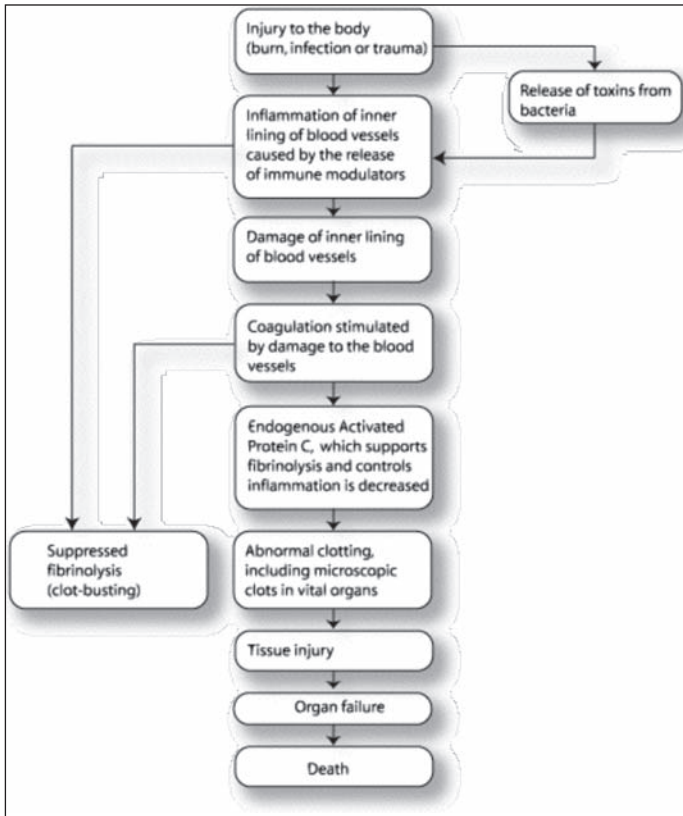 Injury to the body
(burn, infection or trauma)
Release of toxins from
bacteria
Inflammation of inner
lining of blood vessels
caused by the release
of immune modulators
Damage of inner lining
of blood vessels
Coagulation stimulated
by damage to the blood
vessels
Endogenous Activated
Protein C, which supports
fibrinolysis and controls
inflammation is decreased
Suppressed
fibrinolysis
(clot-busting)
Abnormal clotting,
including microscopic
clots in vital organs
Tissue injury
Organ failure
Death